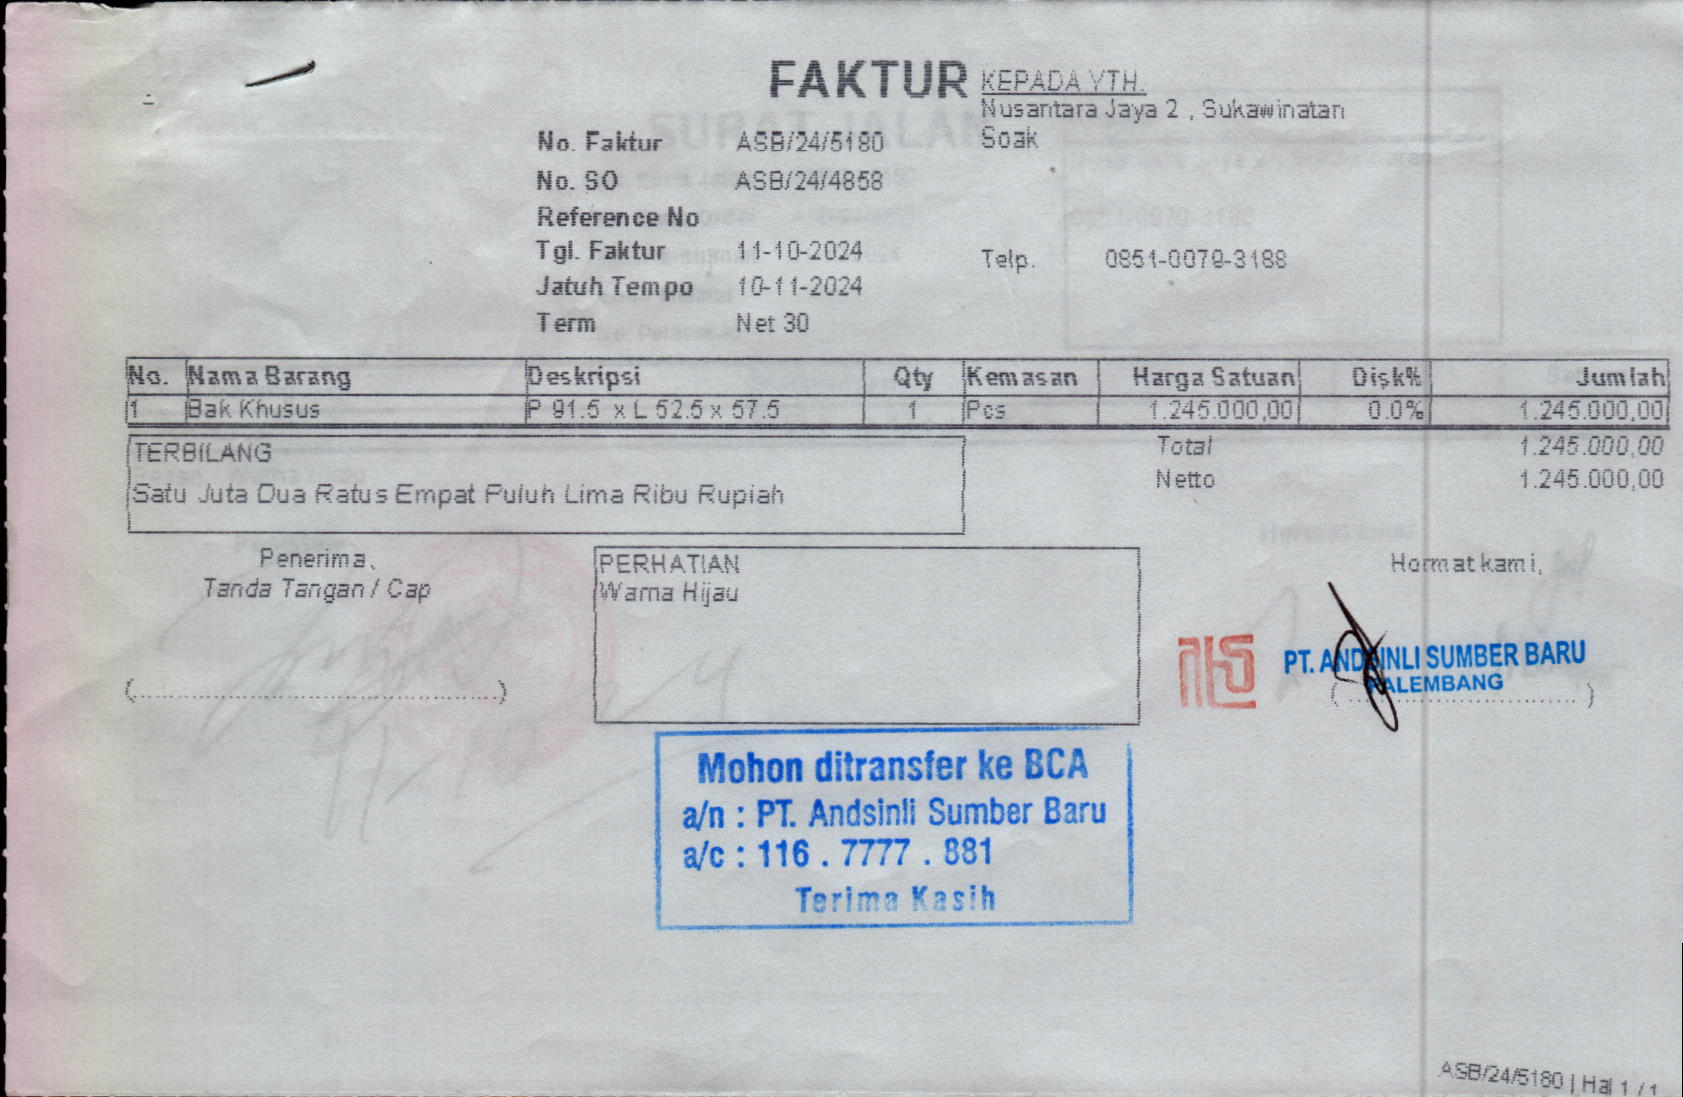 FAKTUR
KEPADA YTH.
Nusantara Jaya 2 , Sukawinatan
Soak
No. Faktur ASB/24/5180
No. SO ASB/24/4858
Reference No
Tgl. Faktur 11-10-2024
Jatuh Tempo 10-11-2024
Term Net 30
Telp. 0851-0079-3188
No. Nama Barang Deskripsi Qty Kemasan Harga Satuan Disk% Jumlah
1 Bak Khusus P 91.5 x L 52.5 x 57.5 1 Pcs 1.245.000,00 0.0% 1.245.000,00
TERBILANG
Satu Juta Dua Ratus Empat Puluh Lima Ribu Rupiah
Total 1.245.000,00
Netto 1.245.000,00
Penerima,
Tanda Tangan / Cap
(.....................................................)
PERHATIAN
Warna Hijau
Hormat kami,
PT. ANDSINLI SUMBER BARU
PALEMBANG
(.....................................)
Mohon ditransfer ke BCA
a/n : PT. Andsinli Sumber Baru
a/c : 116 . 7777 . 881
Terima Kasih
ASB/24/5180 | Hal 1 / 1